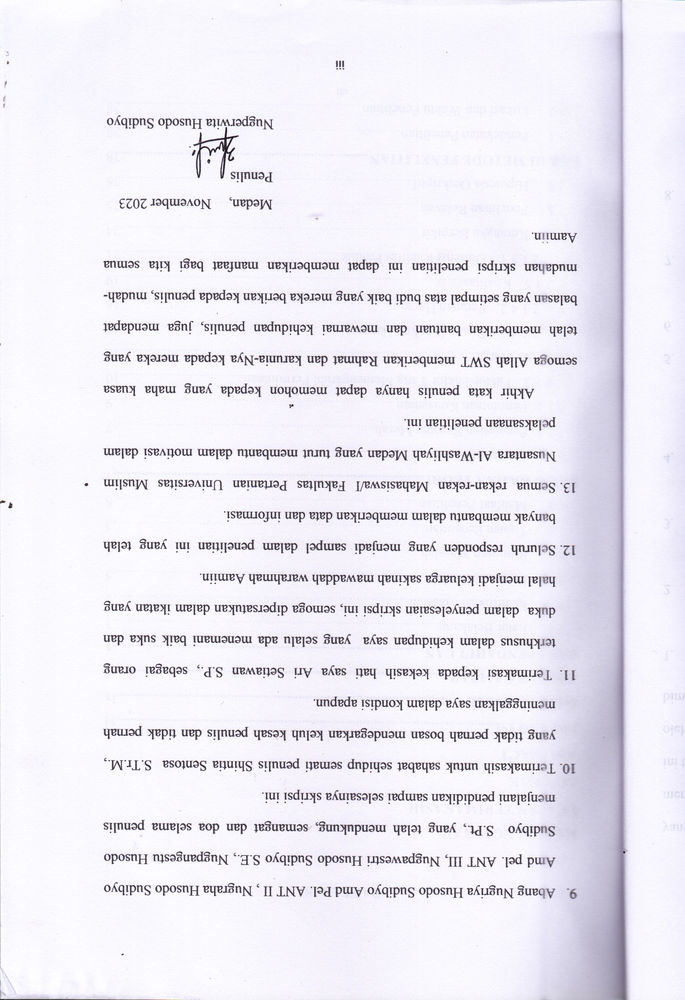 9. Abang Nugriya Husodo Sudibyo Amd Pel. ANT II , Nugraha Husodo Sudibyo
Amd pel. ANT III, Nugpawestri Husodo Sudibyo S.E., Nugpangestu Husodo
Sudibyo S.Pt., yang telah mendukung, semangat dan doa selama penulis
menjalani pendidikan sampai selesainya skripsi ini.
10. Terimakasih untuk sahabat sehidup semati penulis Shintia Sentosa S.Tr.M.,
yang tidak pernah bosan mendegarkan keluh kesah penulis dan tidak pernah
meninggalkan saya dalam kondisi apapun.
11. Terimakasi kepada kekasih hati saya Ari Setiawan S.P., sebagai orang
terkhusus dalam kehidupan saya yang selalu ada menemani baik suka dan
duka dalam penyelesaian skripsi ini, semoga dipersatukan dalam ikatan yang
halal menjadi keluarga sakinah mawaddah warahmah Aamiin.
12. Seluruh responden yang menjadi sampel dalam penelitian ini yang telah
banyak membantu dalam memberikan data dan informasi.
13. Semua rekan-rekan Mahasiswa/I Fakultas Pertanian Universitas Muslim
Nusantara Al-Washliyah Medan yang turut membantu dalam motivasi dalam
pelaksanaan penelitian ini.
Akhir kata penulis hanya dapat memohon kepada yang maha kuasa
semoga Allah SWT memberikan Rahmat dan karunia-Nya kepada mereka yang
telah memberikan bantuan dan mewarnai kehidupan penulis, juga mendapat
balasan yang setimpal atas budi baik yang mereka berikan kepada penulis, mudah-
mudahan skripsi penelitian ini dapat memberikan manfaat bagi kita semua
Aamiin.
Medan, November 2023
Penulis
Nugperwita Husodo Sudibyo
iii